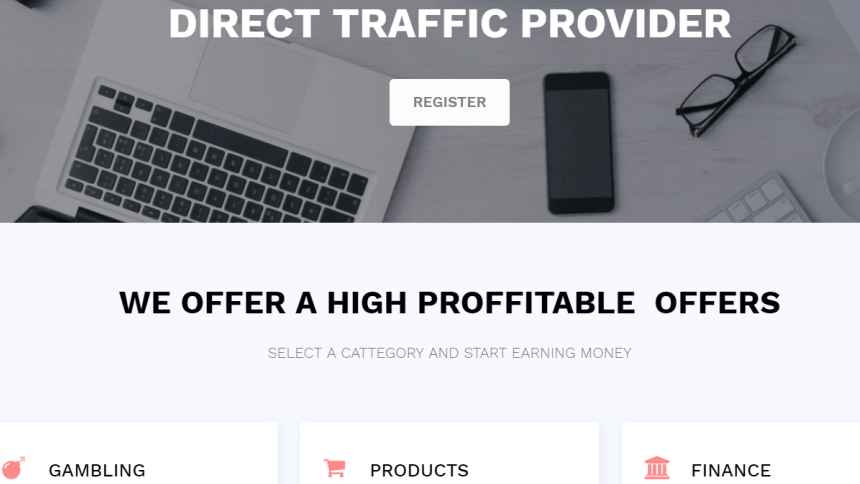 DIRECT TRAFFIC PROVIDER
REGISTER
WE OFFER A HIGH PROFFITABLE OFFERS
SELECT A CATTEGORY AND START EARNING MONEY
GAMBLING
PRODUCTS
FINANCE